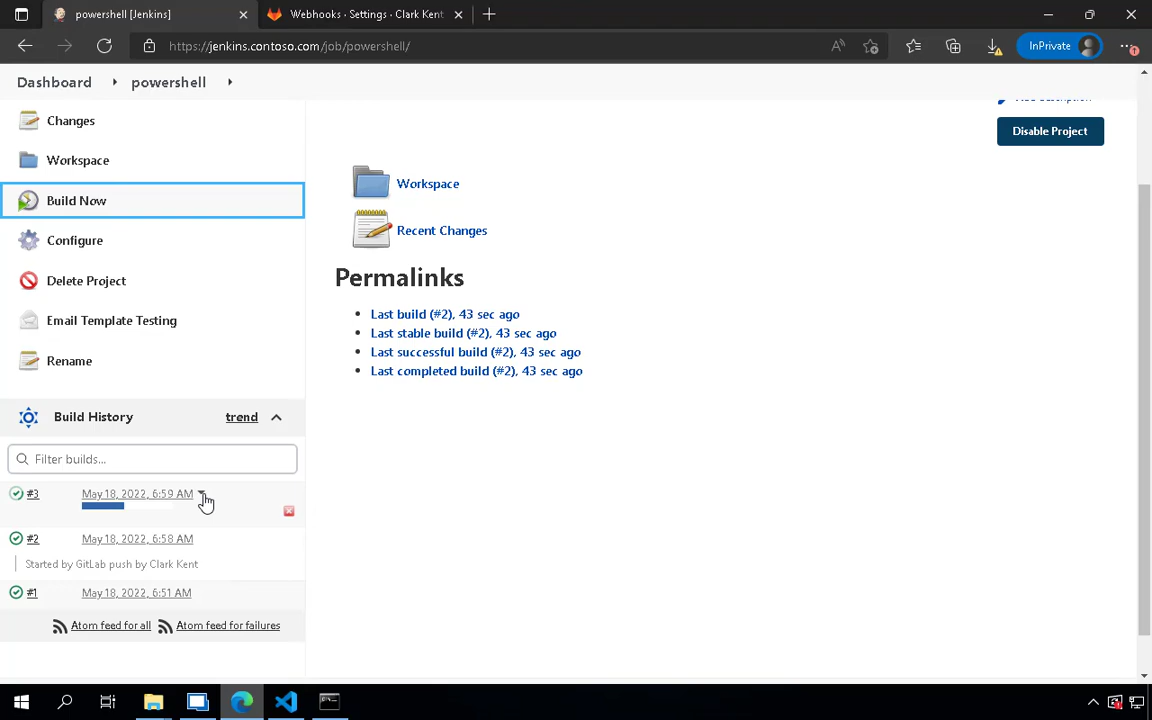 powershell [Jenkins]
Webhooks · Settings · Clark Kent
https://jenkins.contoso.com/job/powershell/
InPrivate
Dashboard
powershell
Changes
Workspace
Build Now
Configure
Delete Project
Email Template Testing
Rename
Build History
trend
Filter builds...
#3 May 18, 2022, 6:59 AM
#2 May 18, 2022, 6:58 AM
Started by GitLab push by Clark Kent
#1 May 18, 2022, 6:51 AM
Atom feed for all
Atom feed for failures
Disable Project
Workspace
Recent Changes
Permalinks
Last build (#2), 43 sec ago
Last stable build (#2), 43 sec ago
Last successful build (#2), 43 sec ago
Last completed build (#2), 43 sec ago